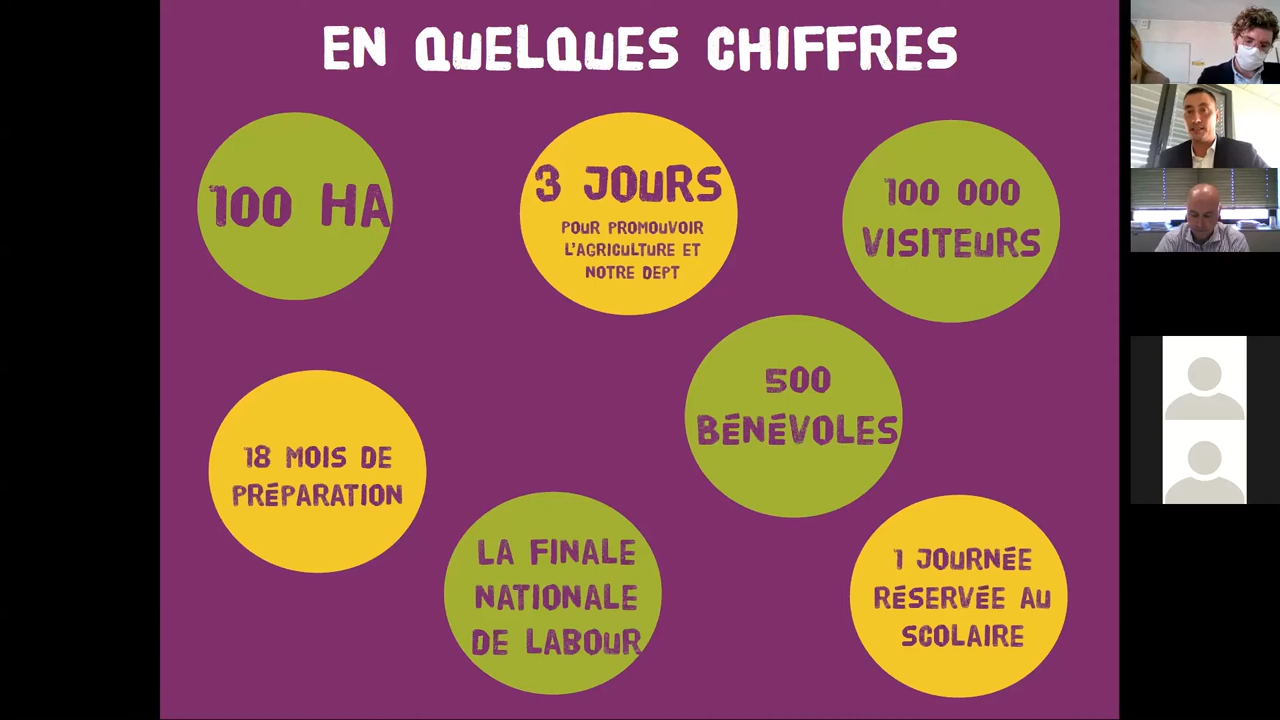 EN QUELQUES CHIFFRES
100 HA
3 JOURS
POUR PROMOUVOIR
L'AGRICULTURE ET
NOTRE DEPT
100 000
VISITEURS
500
BÉNÉVOLES
18 MOIS DE
PRÉPARATION
LA FINALE
NATIONALE
DE LABOUR
1 JOURNÉE
RÉSERVÉE AU
SCOLAIRE